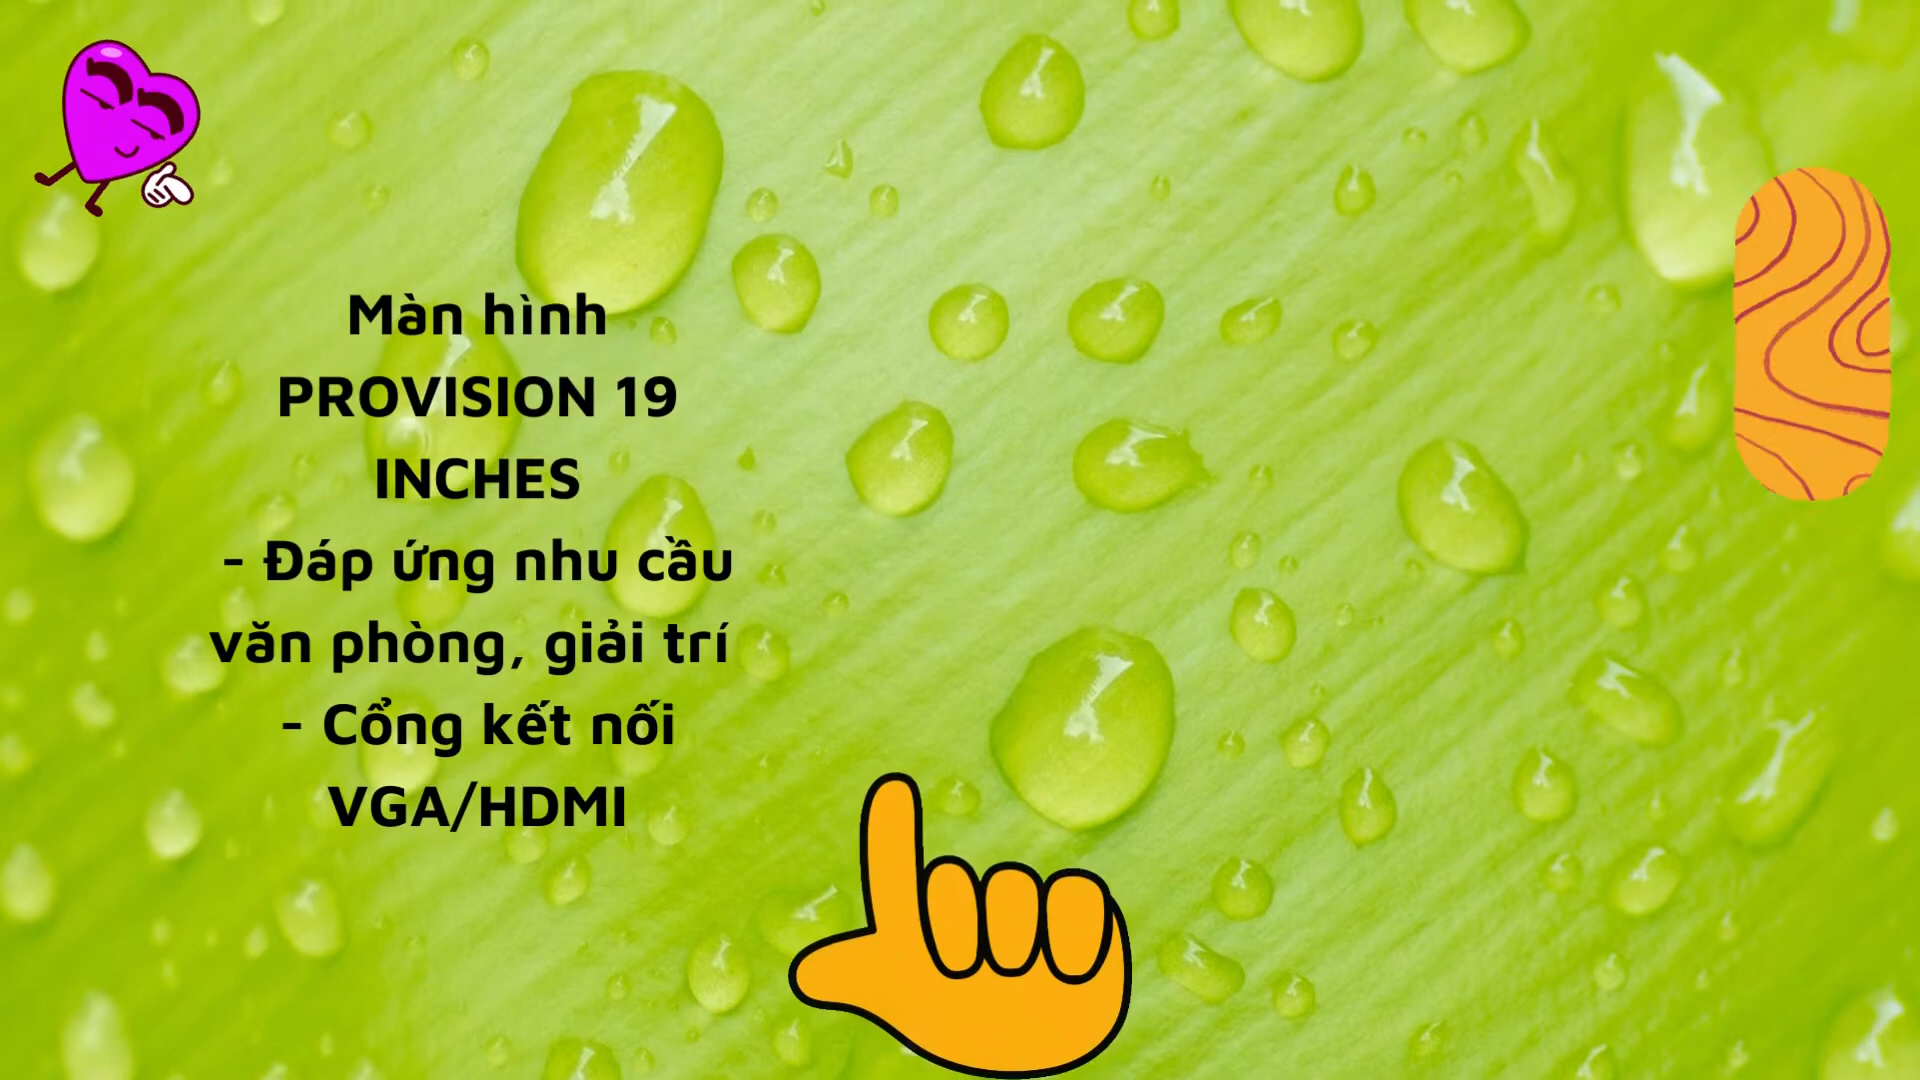 Màn hình
PROVISION 19
INCHES
- Đáp ứng nhu cầu
văn phòng, giải trí
- Cổng kết nối
VGA/HDMI